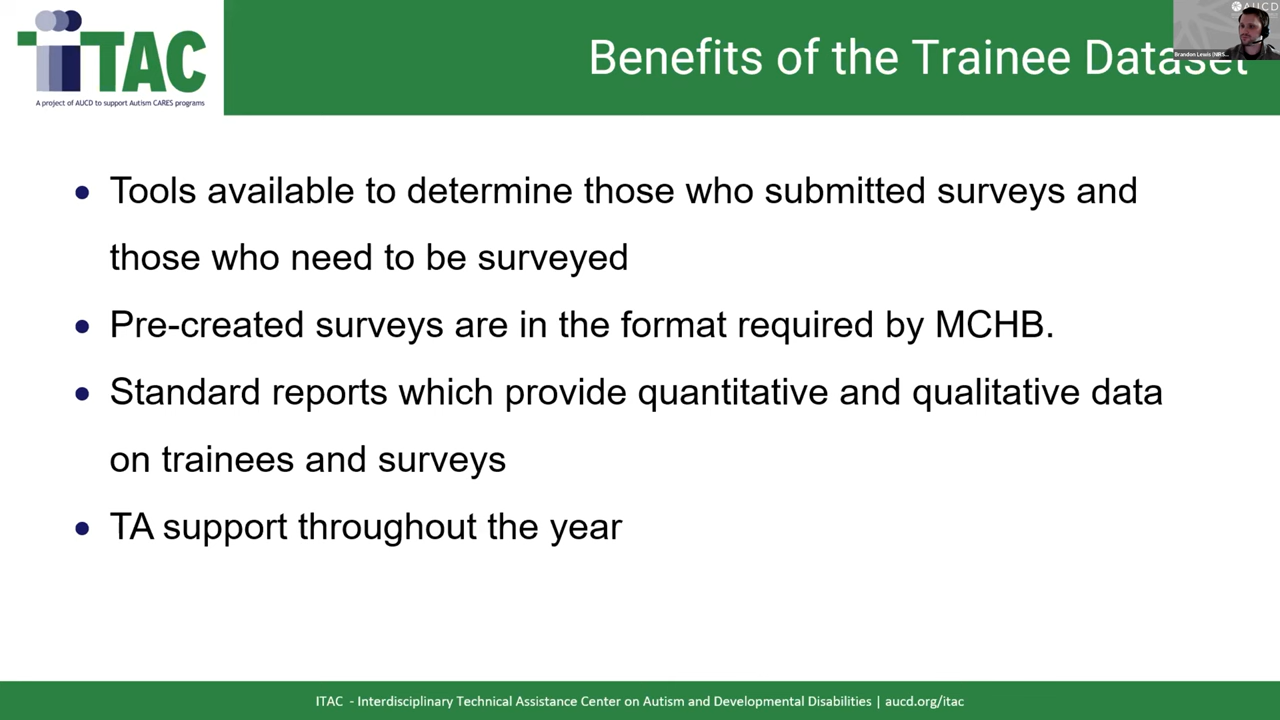 iTAC
A project of AUCD to support Autism CARES programs
Benefits of the Trainee Dataset
AUCD
Brandon Lewis (NIRS...
• Tools available to determine those who submitted surveys and
those who need to be surveyed
• Pre-created surveys are in the format required by MCHB.
• Standard reports which provide quantitative and qualitative data
on trainees and surveys
• TA support throughout the year
ITAC - Interdisciplinary Technical Assistance Center on Autism and Developmental Disabilities | aucd.org/itac